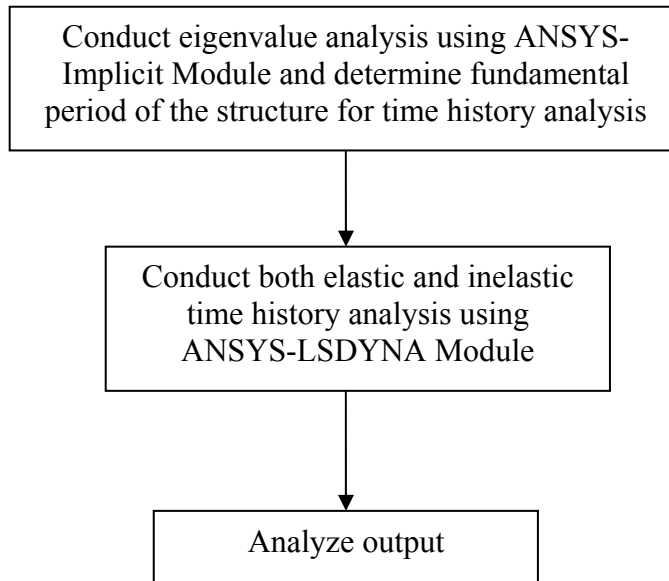 Conduct eigenvalue analysis using ANSYS-
Implicit Module and determine fundamental
period of the structure for time history analysis
Conduct both elastic and inelastic
time history analysis using
ANSYS-LSDYNA Module
Analyze output